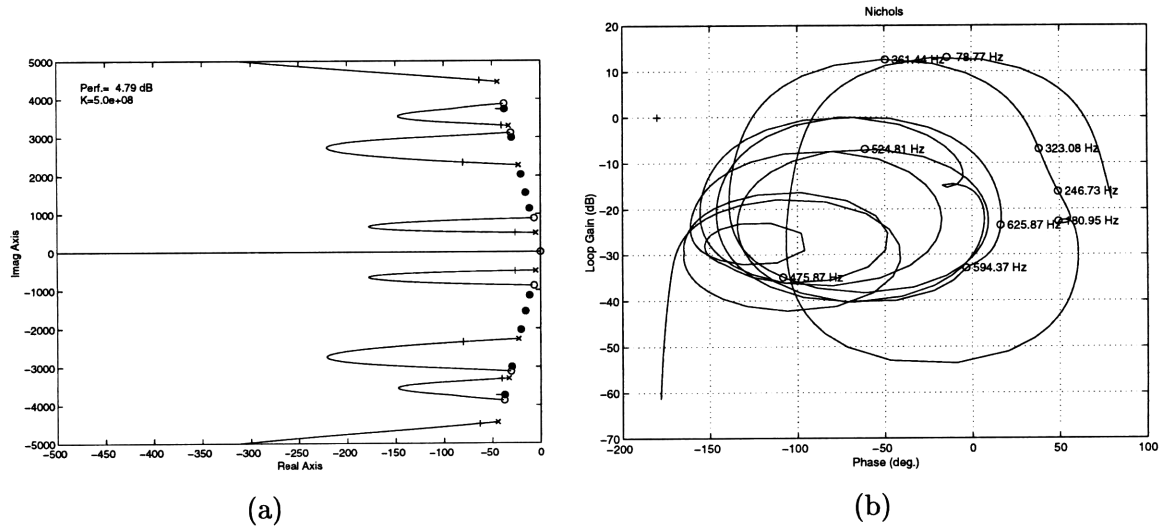 5000
4000
3000
2000
1000
0
−1000
−2000
−3000
−4000
−5000
Imag Axis
Perf.= 4.79 dB
K=5.0e+08
−500 −450 −400 −350 −300 −250 −200 −150 −100 −50 0
Real Axis
(a)
Nichols
20
10
0
−10
−20
−30
−40
−50
−60
−70
Loop Gain (dB)
361.44 Hz
78.77 Hz
524.81 Hz
323.08 Hz
246.73 Hz
180.95 Hz
625.87 Hz
594.37 Hz
475.87 Hz
−200 −150 −100 −50 0 50 100
Phase (deg.)
(b)